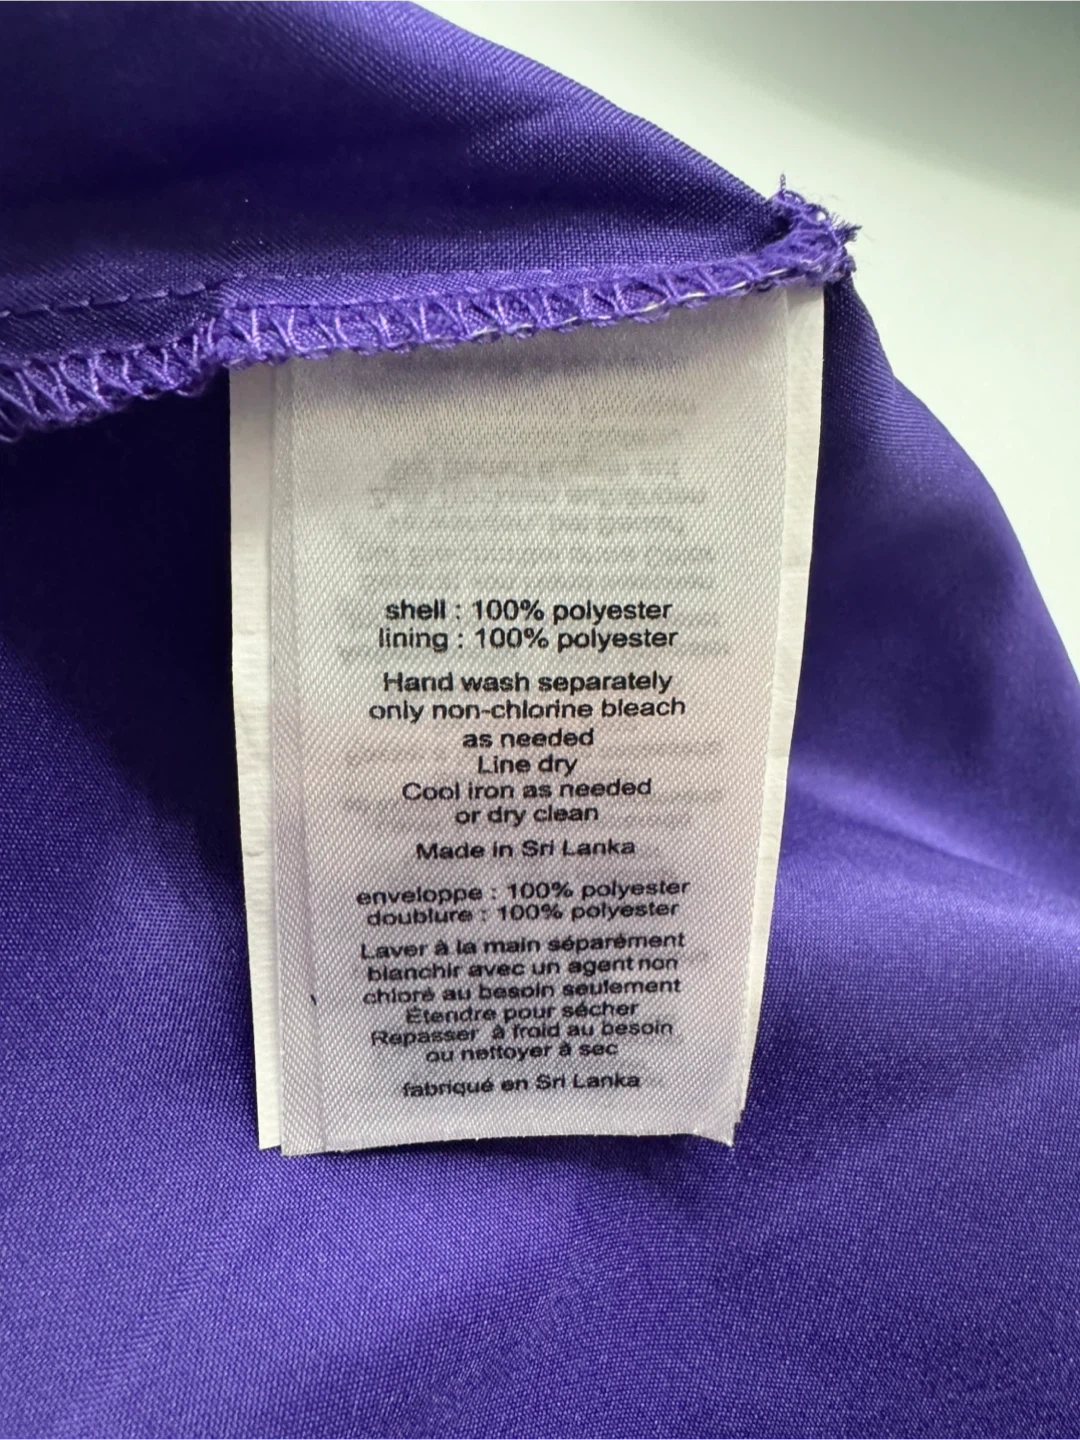 shell : 100% polyester
lining : 100% polyester
Hand wash separately
only non-chlorine bleach
as needed
Line dry
Cool iron as needed
or dry clean
Made in Sri Lanka
enveloppe : 100% polyester
doublure : 100% polyester
Laver à la main séparément
blanchir avec un agent non
chloré au besoin seulement
Étendre pour sécher
Repasser à froid au besoin
ou nettoyer à sec
fabriqué en Sri Lanka